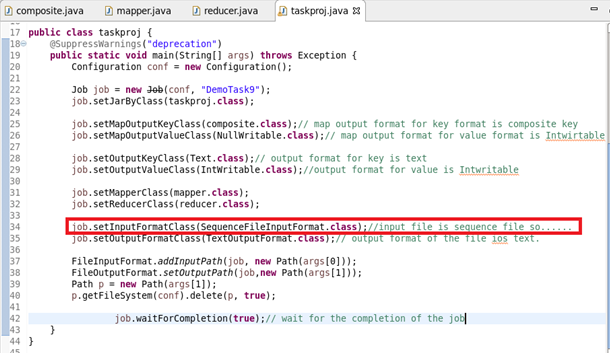 composite.java mapper.java reducer.java taskproj.java
17 public class taskproj {
18 @SuppressWarnings("deprecation")
19 public static void main(String[] args) throws Exception {
20 Configuration conf = new Configuration();
21
22 Job job = new Job(conf, "DemoTask9");
23 job.setJarByClass(taskproj.class);
24
25 job.setMapOutputKeyClass(composite.class);// map output format for key format is composite key
26 job.setMapOutputValueClass(NullWritable.class);// map output format for value format is Intwirtable
27
28 job.setOutputKeyClass(Text.class);// output format for key is text
29 job.setOutputValueClass(IntWritable.class);//output format for value is Intwritable
30
31 job.setMapperClass(mapper.class);
32 job.setReducerClass(reducer.class);
33
34 job.setInputFormatClass(SequenceFileInputFormat.class);//input file is sequence file so......
35 job.setOutputFormatClass(TextOutputFormat.class);// output format of the file ios text.
36
37 FileInputFormat.addInputPath(job, new Path(args[0]));
38 FileOutputFormat.setOutputPath(job,new Path(args[1]));
39 Path p = new Path(args[1]);
40 p.getFileSystem(conf).delete(p, true);
41
42 job.waitForCompletion(true);// wait for the completion of the job
43 }
44 }